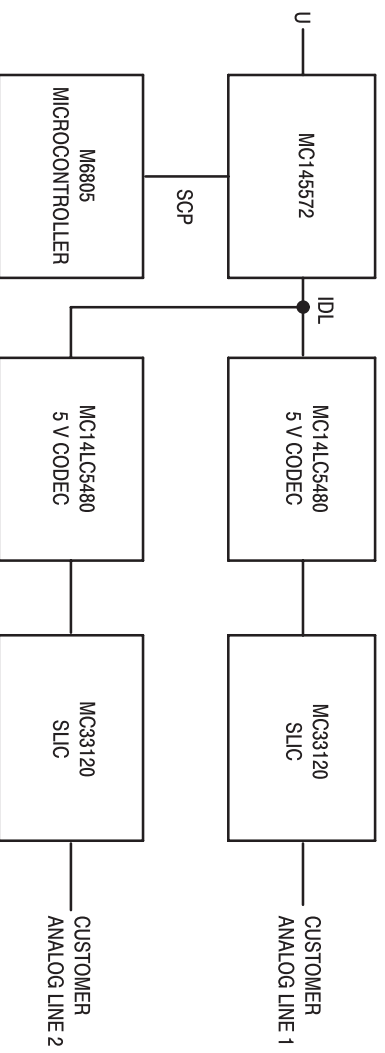 U
MC145572
IDL
MC14LC5480
5 V CODEC
MC33120
SLIC
CUSTOMER
ANALOG LINE 1
SCP
M6805
MICROCONTROLLER
MC14LC5480
5 V CODEC
MC33120
SLIC
CUSTOMER
ANALOG LINE 2